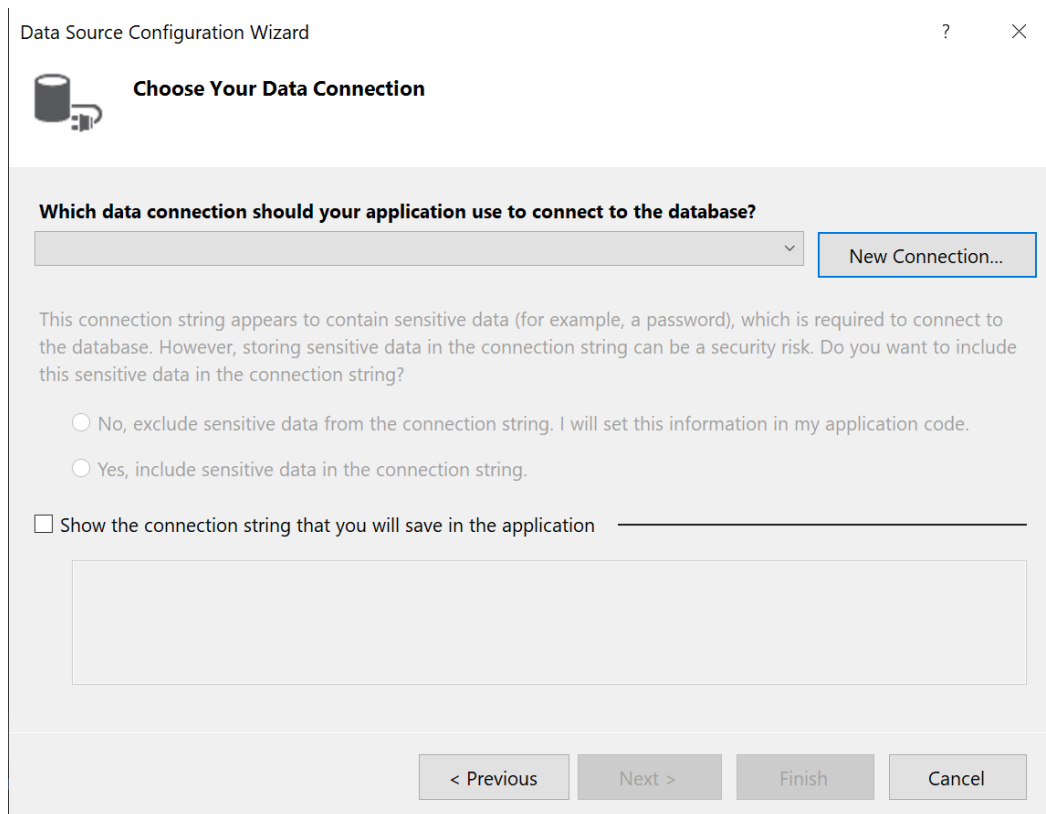 Data Source Configuration Wizard
?
Choose Your Data Connection
Which data connection should your application use to connect to the database?
New Connection...
This connection string appears to contain sensitive data (for example, a password), which is required to connect to
the database. However, storing sensitive data in the connection string can be a security risk. Do you want to include
this sensitive data in the connection string?
No, exclude sensitive data from the connection string. I will set this information in my application code.
Yes, include sensitive data in the connection string.
Show the connection string that you will save in the application
< Previous
Next >
Finish
Cancel